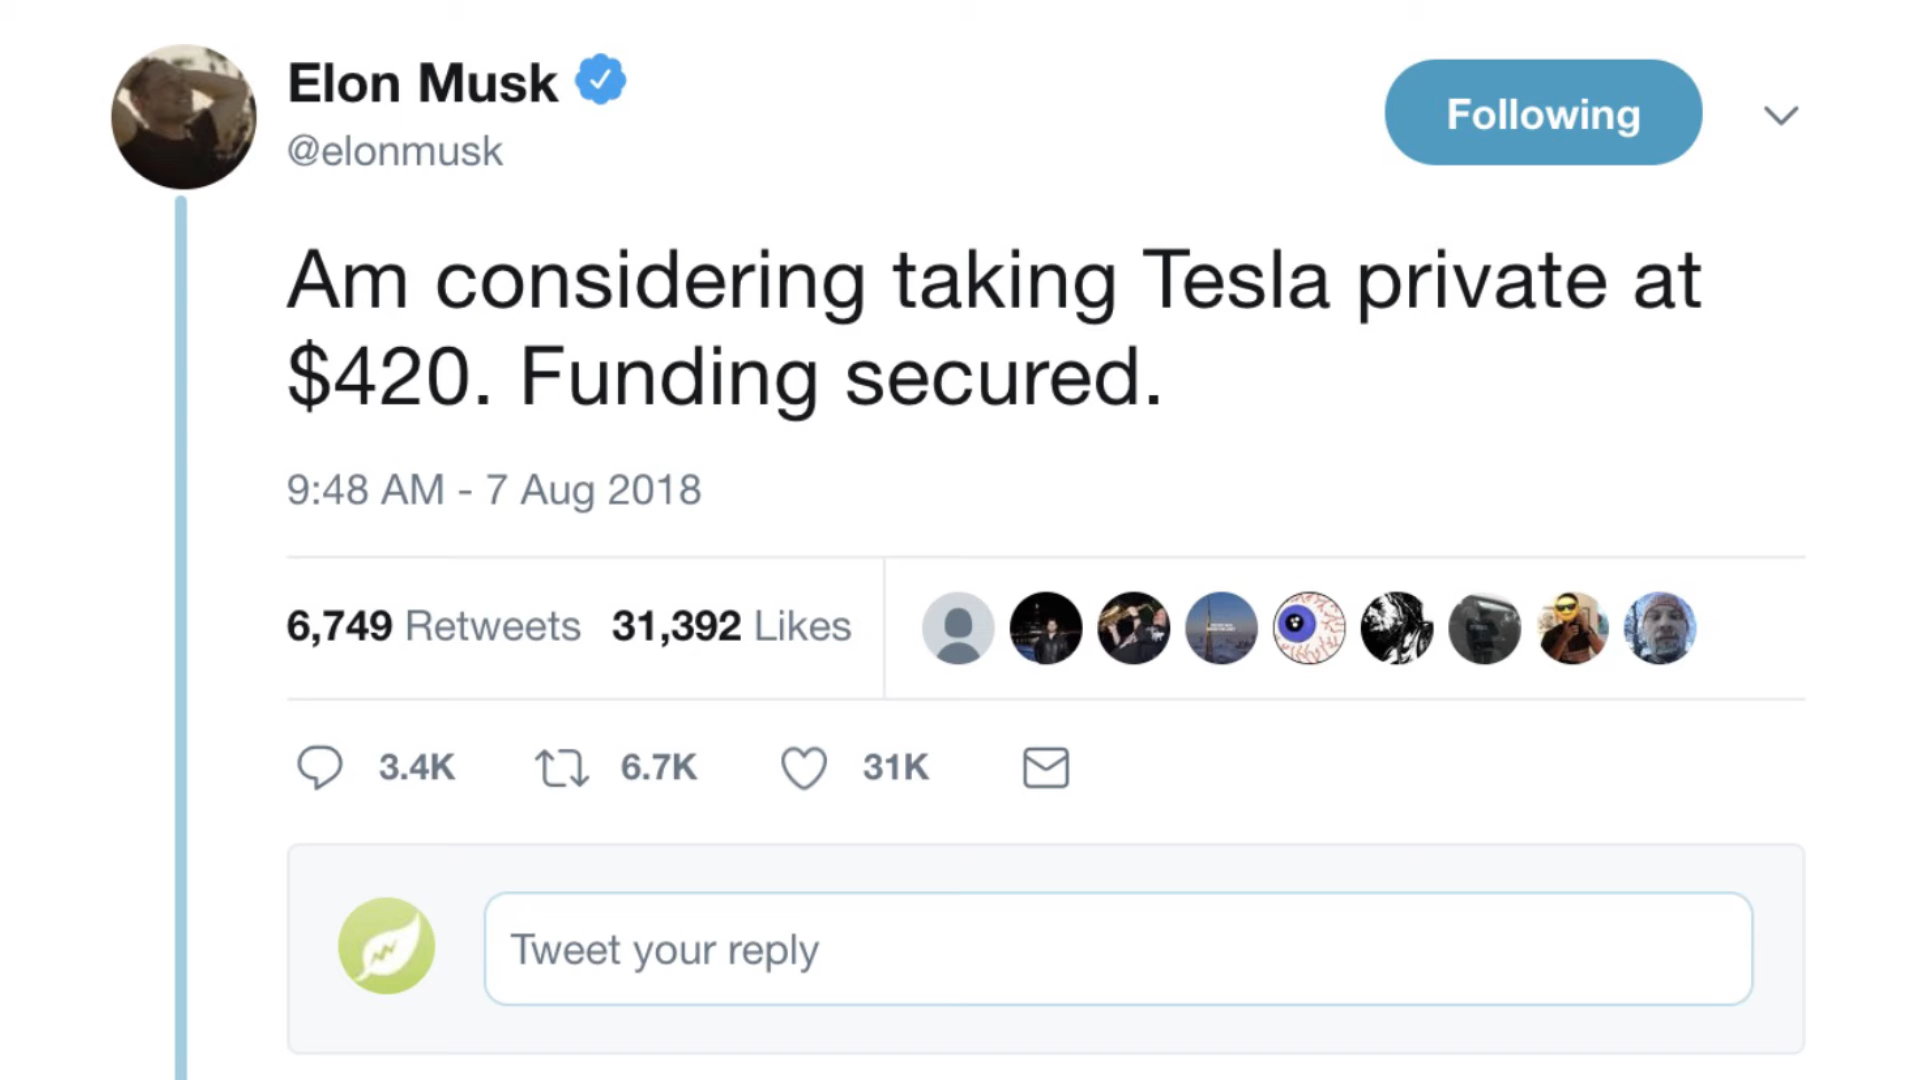 Elon Musk
@elonmusk
Following
Am considering taking Tesla private at
$420. Funding secured.
9:48 AM - 7 Aug 2018
6,749 Retweets 31,392 Likes
3.4K 6.7K 31K
Tweet your reply